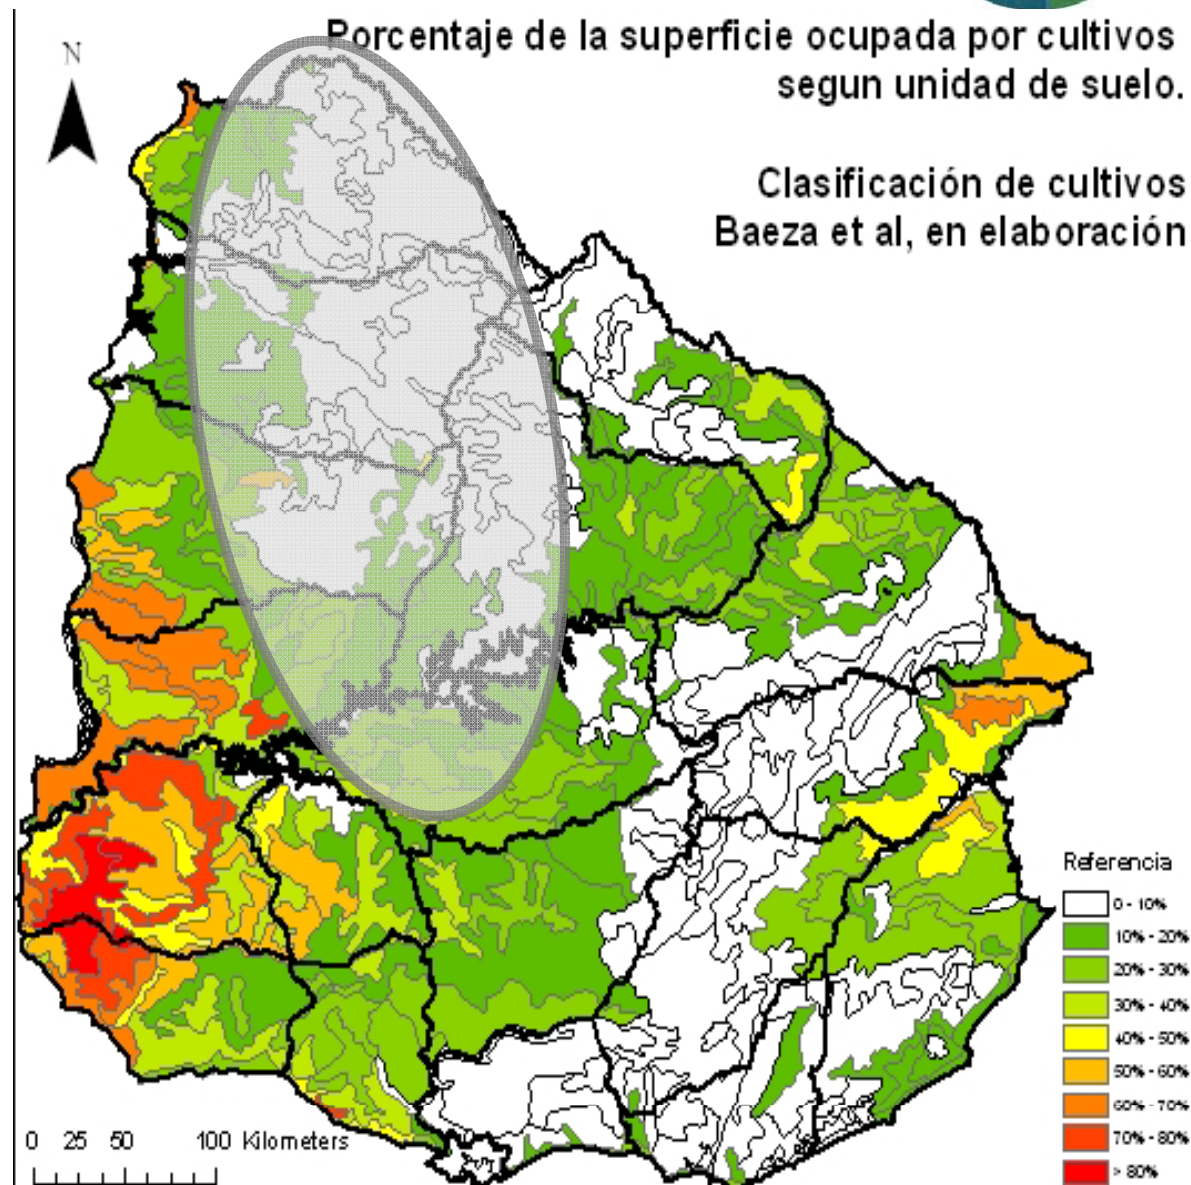 Porcentaje de la superficie ocupada por cultivos
segun unidad de suelo.
Clasificación de cultivos
Baeza et al, en elaboración
N
Referencia
0 - 10%
10% - 20%
20% - 30%
30% - 40%
40% - 50%
50% - 60%
60% - 70%
70% - 80%
> 80%
0 25 50 100 Kilometers